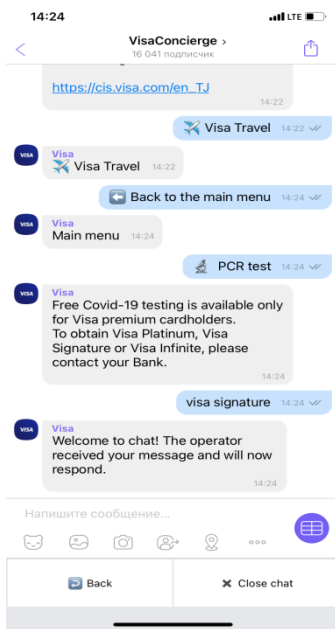 14:24
LTE
VisaConcierge >
16 041 подписчик
https://cis.visa.com/en_TJ
14:22
Visa Travel 14:22
VISA
Visa
Visa Travel 14:22
Back to the main menu 14:24
VISA
Visa
Main menu 14:24
PCR test 14:24
VISA
Visa
Free Covid-19 testing is available only
for Visa premium cardholders.
To obtain Visa Platinum, Visa
Signature or Visa Infinite, please
contact your Bank.
14:24
visa signature 14:24
VISA
Visa
Welcome to chat! The operator
received your message and will now
respond.
14:24
Напишите сообщение...
Back
Close chat